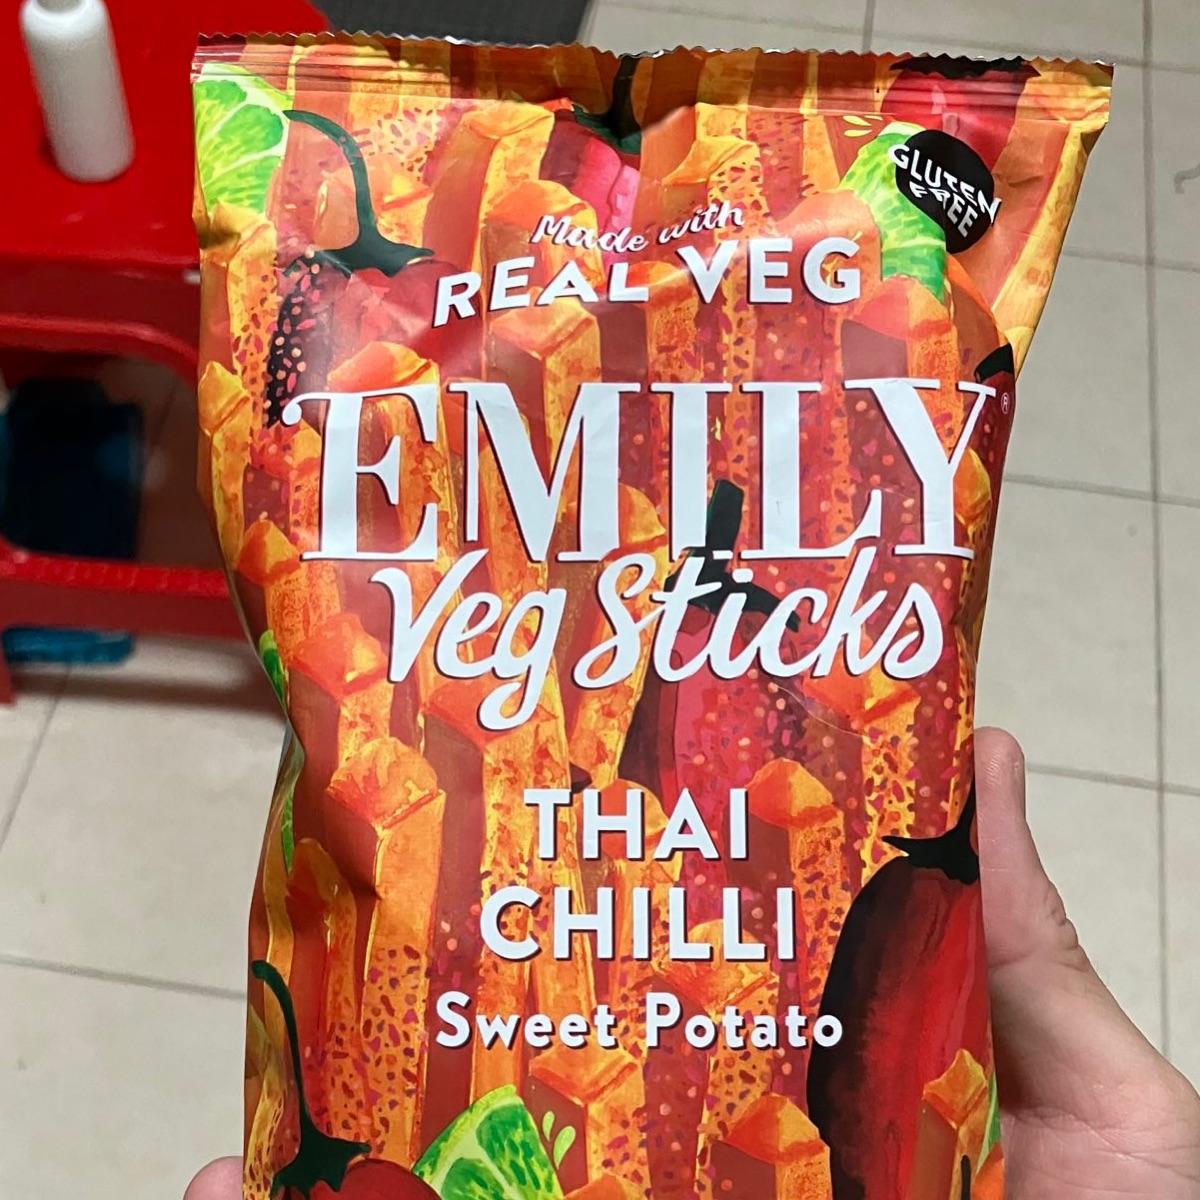 GLUTEN
FREE
Made with
REAL VEG
EMILY®
Veg Sticks
THAI
CHILLI
Sweet Potato